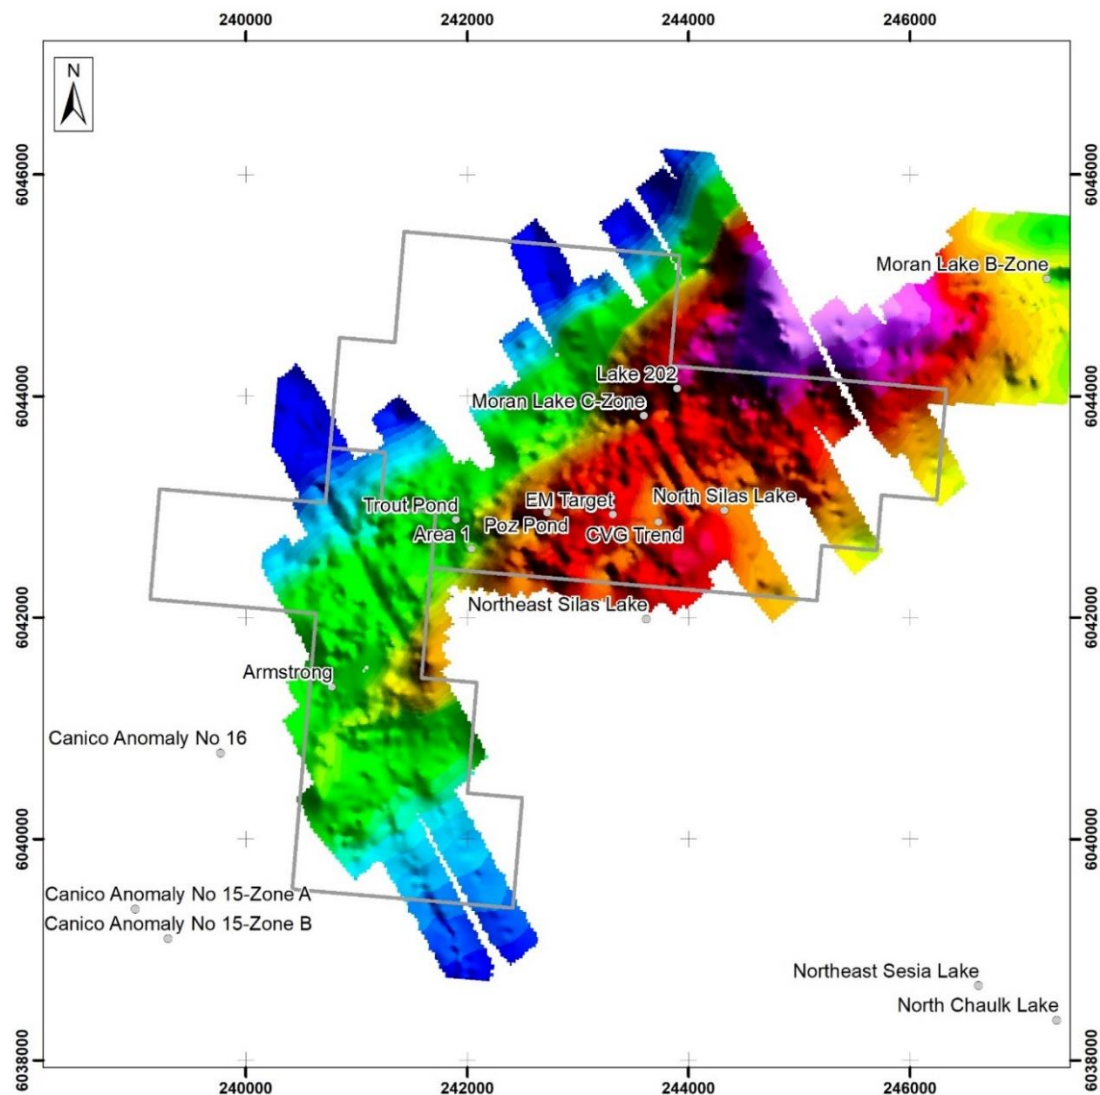 240000
242000
244000
246000
N
6046000
6046000
Moran Lake B-Zone
6044000
Lake 202
6044000
Moran Lake C-Zone
EM Target
North Silas Lake
Trout Pond
Poz Pond
Area 1
CVG Trend
6042000
Northeast Silas Lake
6042000
Armstrong
Canico Anomaly No 16
6040000
6040000
Canico Anomaly No 15-Zone A
Canico Anomaly No 15-Zone B
Northeast Sesia Lake
North Chaulk Lake
6038000
6038000
240000
242000
244000
246000